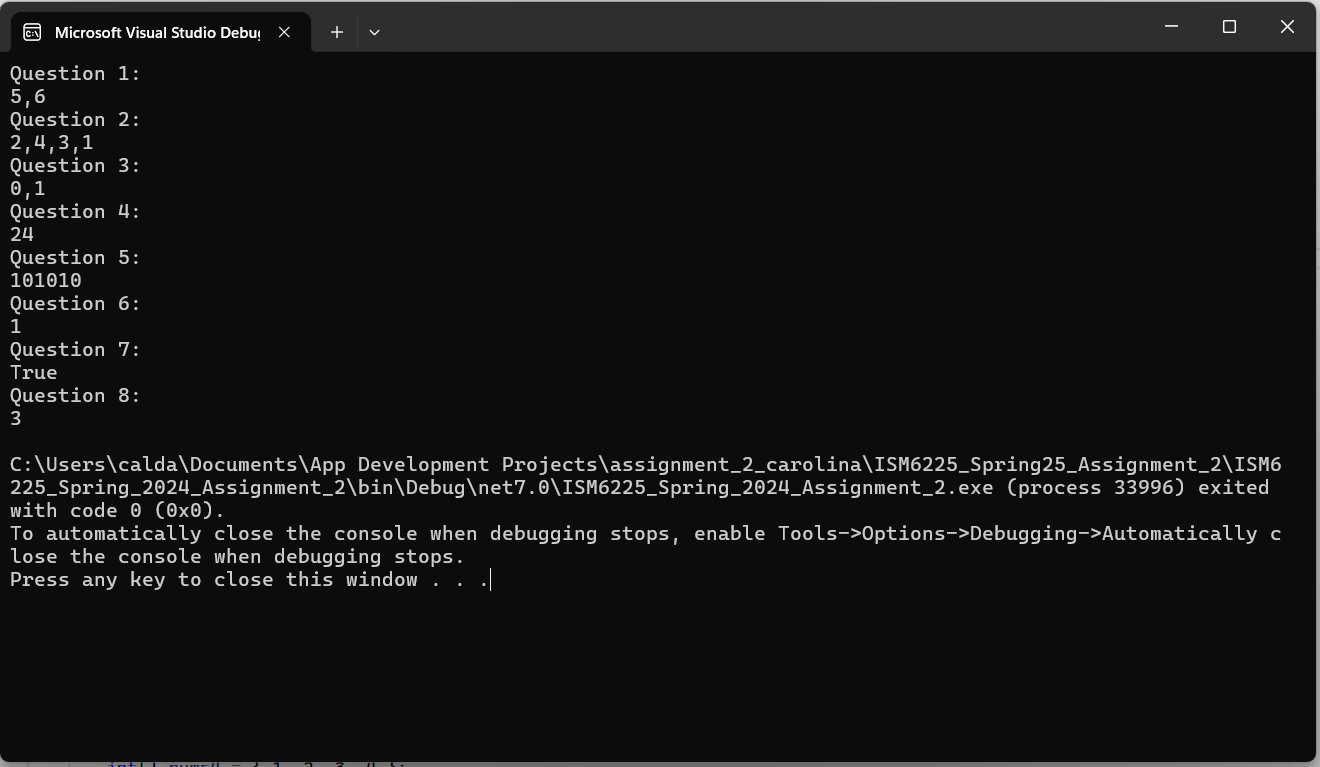 Microsoft Visual Studio Debu
Question 1:
5,6
Question 2:
2,4,3,1
Question 3:
0,1
Question 4:
24
Question 5:
101010
Question 6:
1
Question 7:
True
Question 8:
3
C:\Users\calda\Documents\App Development Projects\assignment_2_carolina\ISM6225_Spring25_Assignment_2\ISM6
225_Spring_2024_Assignment_2\bin\Debug\net7.0\ISM6225_Spring_2024_Assignment_2.exe (process 33996) exited
with code 0 (0x0).
To automatically close the console when debugging stops, enable Tools->Options->Debugging->Automatically c
lose the console when debugging stops.
Press any key to close this window . . .